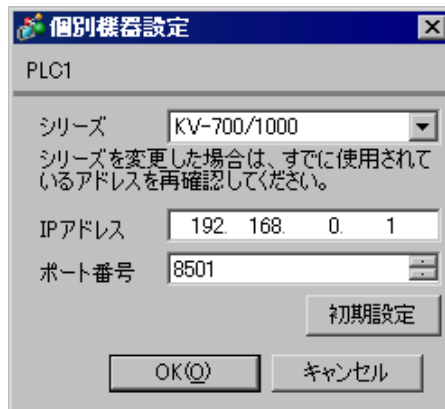 個別機器設定
PLC1
シリーズ
KV-700/1000
シリーズを変更した場合は、すでに使用されて
いるアドレスを再確認してください。
IPアドレス
192. 168. 0. 1
ポート番号
8501
初期設定
OK(O)
キャンセル